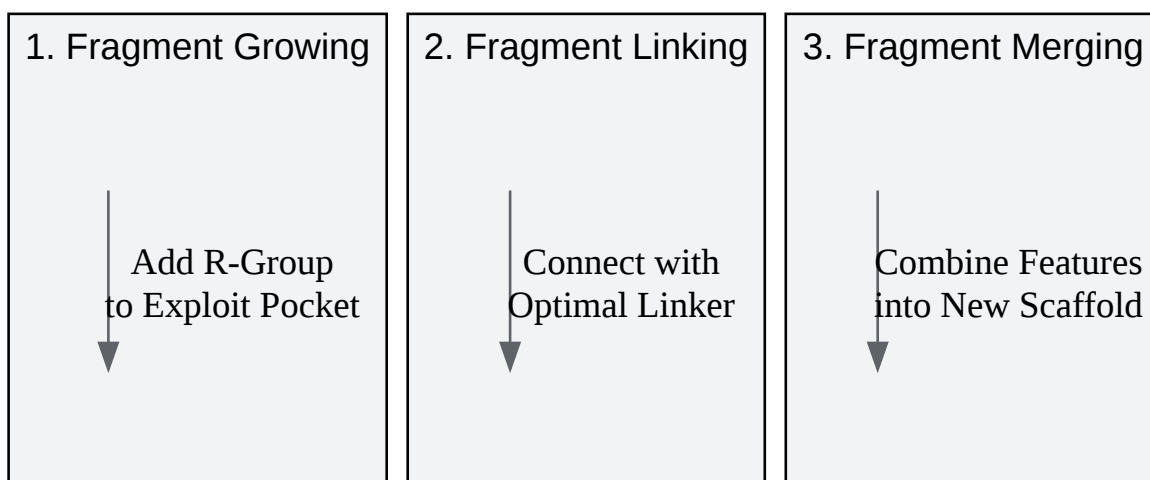 1. Fragment Growing
Add R-Group
to Exploit Pocket
2. Fragment Linking
Connect with
Optimal Linker
3. Fragment Merging
Combine Features
into New Scaffold